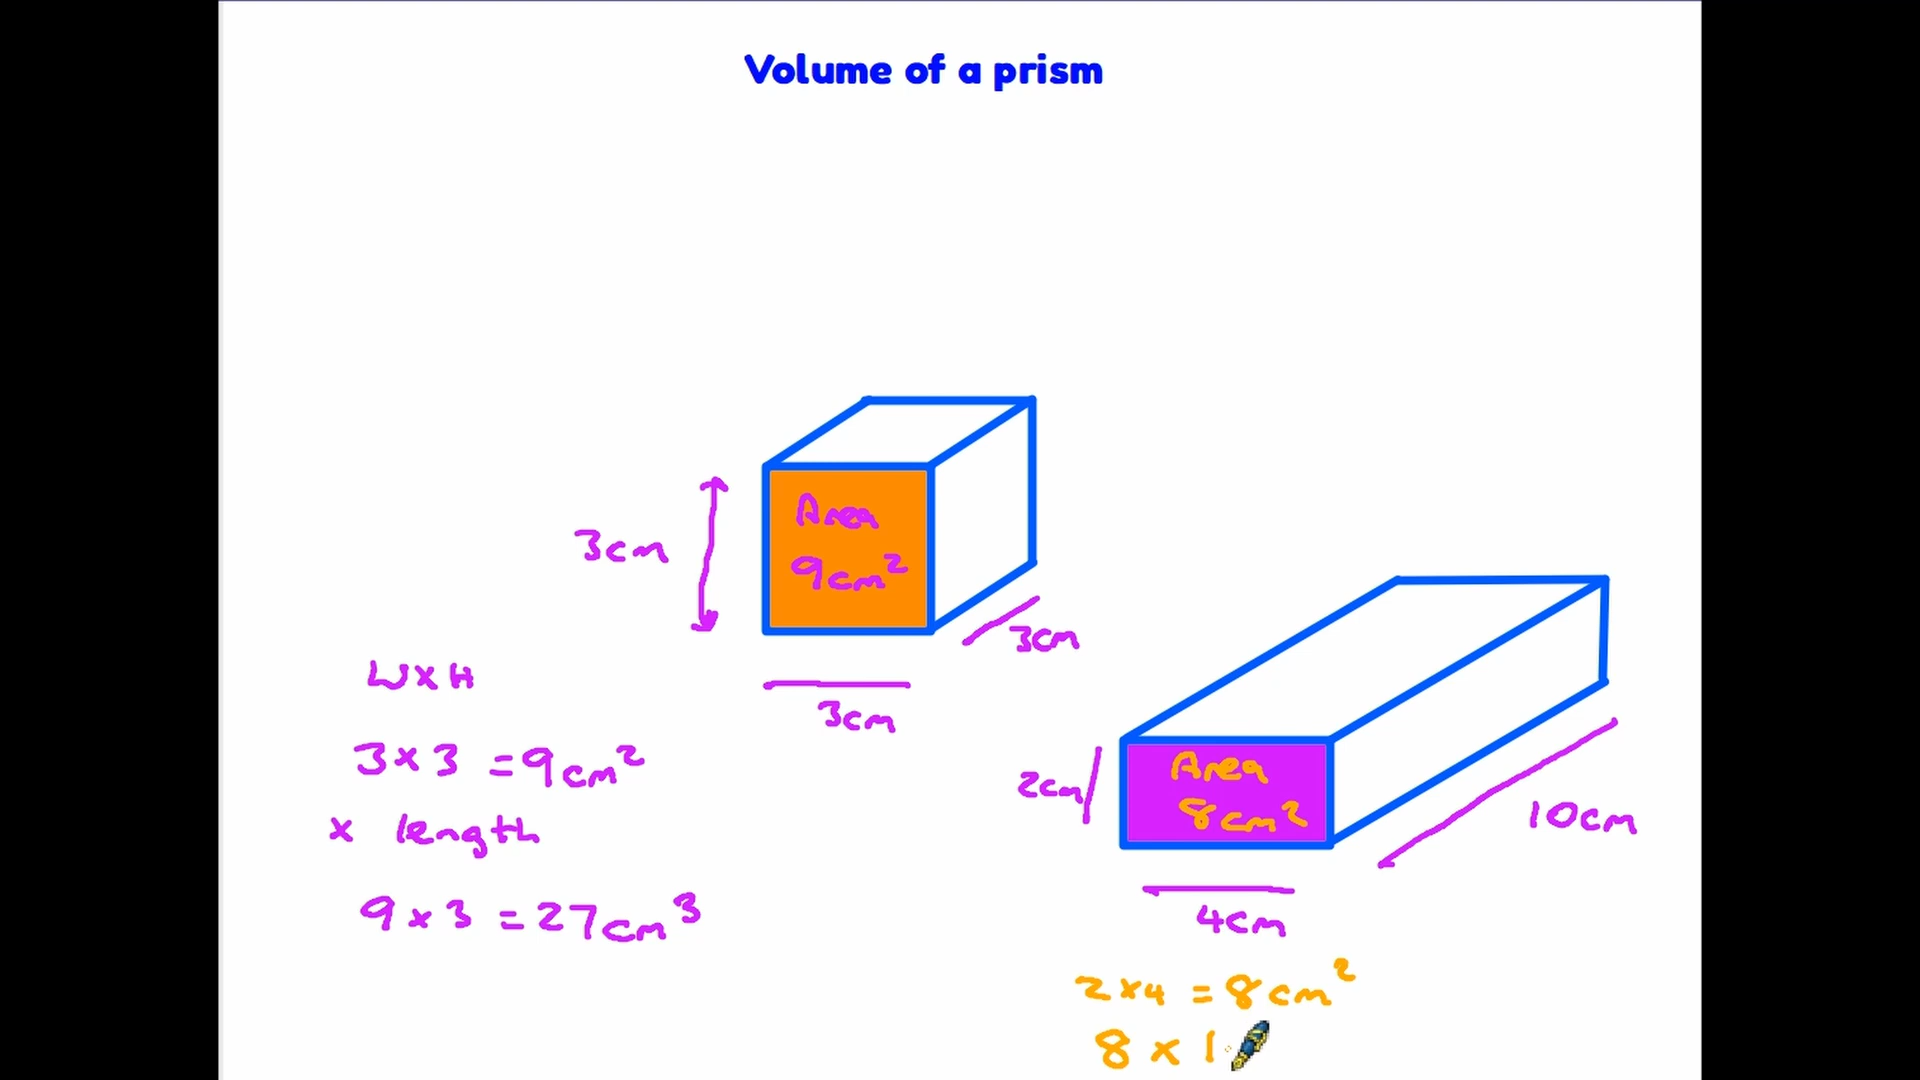 Volume of a prism
Area
9cm²
3cm
3cm
3cm
W×H
3×3 =9cm²
× length
9×3 =27cm³
Area
8cm²
2cm
10cm
4cm
2×4 =8cm²
8×1